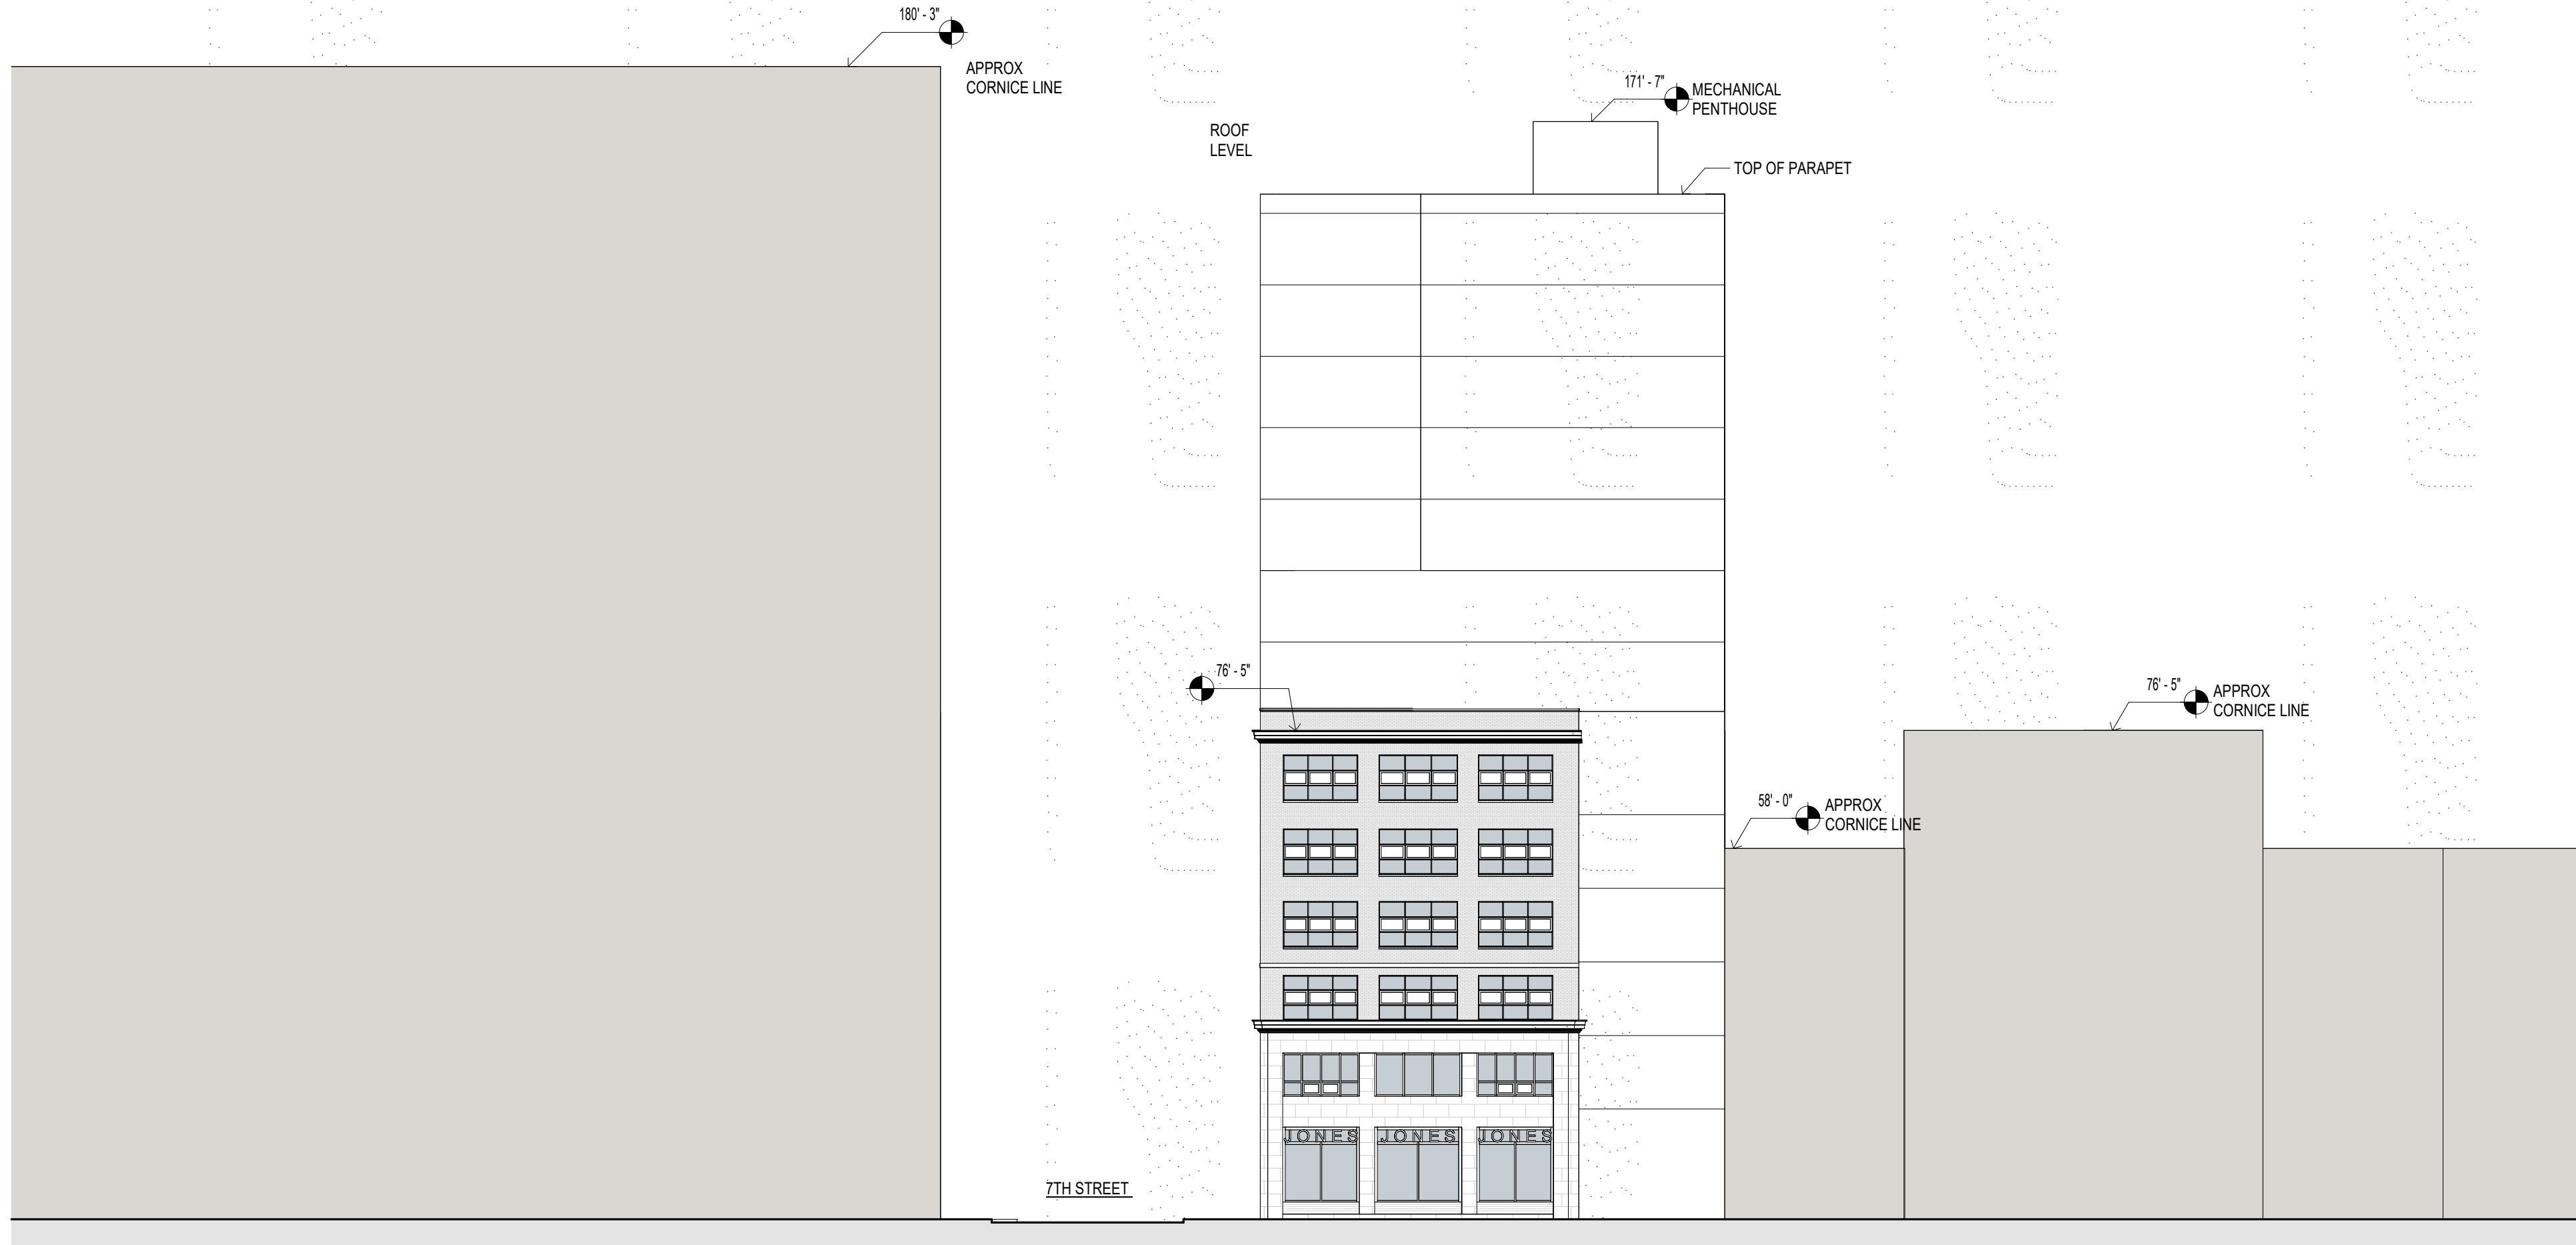 180' - 3"
APPROX
CORNICE LINE
171' - 7"
MECHANICAL
PENTHOUSE
ROOF
LEVEL
TOP OF PARAPET
76' - 5"
76' - 5"
APPROX
CORNICE LINE
58' - 0"
APPROX
CORNICE LINE
JONES
JONES
JONES
7TH STREET